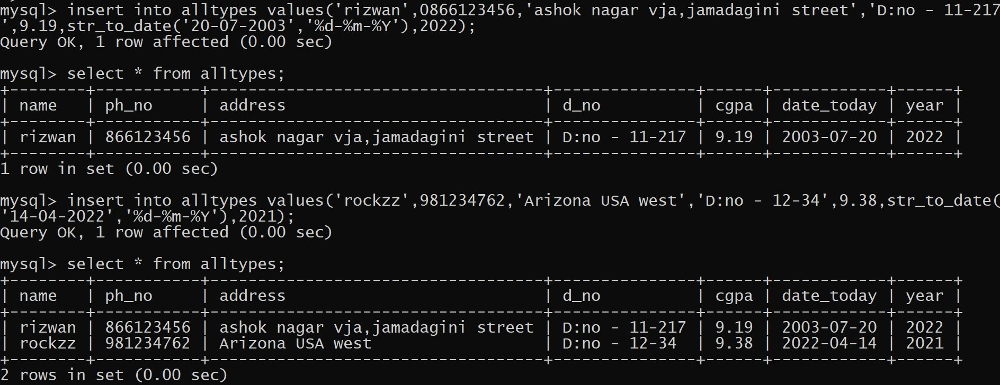 mysql> insert into alltypes values('rizwan',0866123456,'ashok nagar vja,jamadagini street','D:no - 11-217
',9.19,str_to_date('20-07-2003','%d-%m-%Y'),2022);
Query OK, 1 row affected (0.00 sec)

mysql> select * from alltypes;
+--------+-----------+-----------------------------------+---------------+------+------------+------+
| name   | ph_no     | address                           | d_no          | cgpa | date_today | year |
+--------+-----------+-----------------------------------+---------------+------+------------+------+
| rizwan | 866123456 | ashok nagar vja,jamadagini street | D:no - 11-217 | 9.19 | 2003-07-20 | 2022 |
+--------+-----------+-----------------------------------+---------------+------+------------+------+
1 row in set (0.00 sec)

mysql> insert into alltypes values('rockzz',981234762,'Arizona USA west','D:no - 12-34',9.38,str_to_date(
'14-04-2022','%d-%m-%Y'),2021);
Query OK, 1 row affected (0.00 sec)

mysql> select * from alltypes;
+--------+-----------+-----------------------------------+---------------+------+------------+------+
| name   | ph_no     | address                           | d_no          | cgpa | date_today | year |
+--------+-----------+-----------------------------------+---------------+------+------------+------+
| rizwan | 866123456 | ashok nagar vja,jamadagini street | D:no - 11-217 | 9.19 | 2003-07-20 | 2022 |
| rockzz | 981234762 | Arizona USA west                  | D:no - 12-34  | 9.38 | 2022-04-14 | 2021 |
+--------+-----------+-----------------------------------+---------------+------+------------+------+
2 rows in set (0.00 sec)